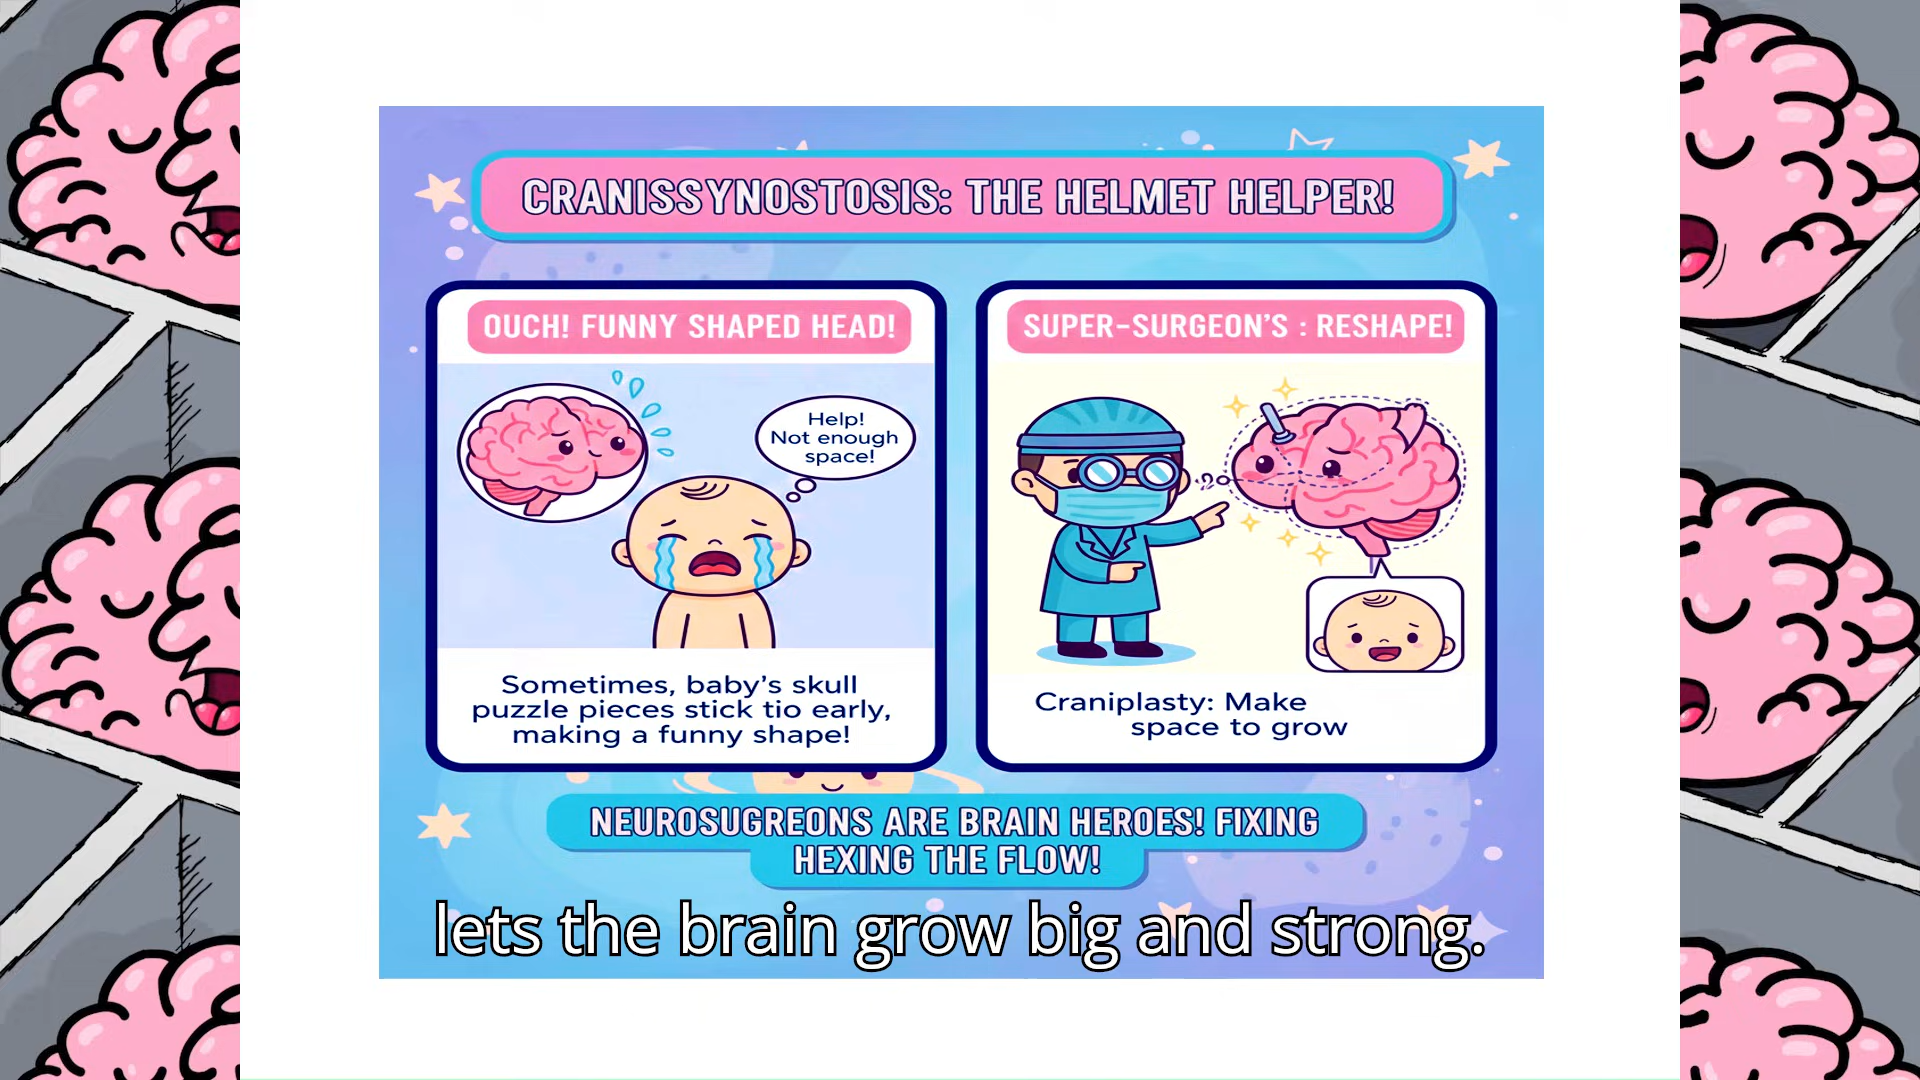 CRANISSYNOSTOSIS: THE HELMET HELPER!
OUCH! FUNNY SHAPED HEAD!
Help!
Not enough
space!
Sometimes, baby's skull
puzzle pieces stick tio early,
making a funny shape!
SUPER-SURGEON'S : RESHAPE!
Craniplasty: Make
space to grow
NEUROSUGREONS ARE BRAIN HEROES! FIXING
HEXING THE FLOW!
lets the brain grow big and strong.